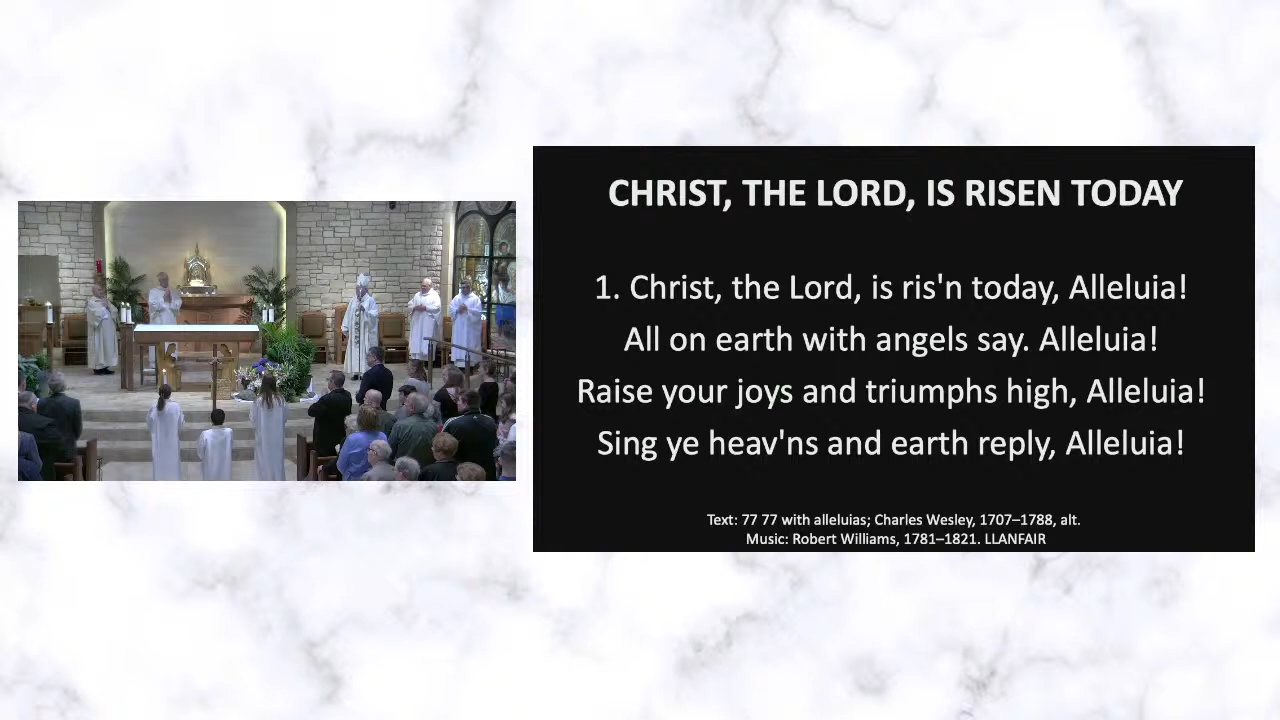 CHRIST, THE LORD, IS RISEN TODAY
1. Christ, the Lord, is ris'n today, Alleluia!
All on earth with angels say. Alleluia!
Raise your joys and triumphs high, Alleluia!
Sing ye heav'ns and earth reply, Alleluia!
Text: 77 77 with alleluias; Charles Wesley, 1707–1788, alt.
Music: Robert Williams, 1781–1821. LLANFAIR